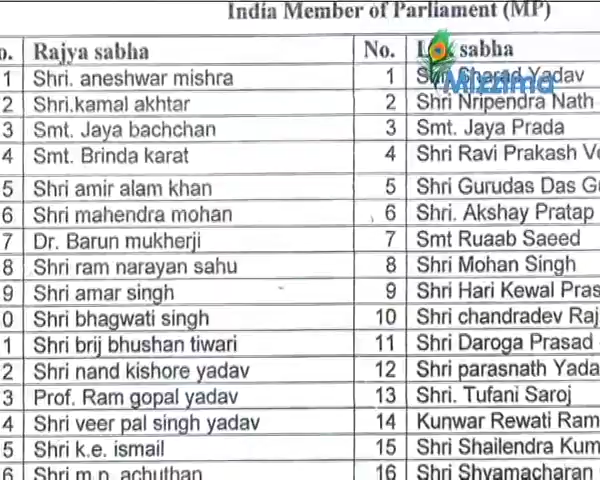 India Member of Parliament (MP)
o. Rajya sabha No. sabha
1 Shri. aneshwar mishra 1 Shri Sharad Yadav
Mizzima
2 Shri.kamal akhtar 2 Shri Nripendra Nath
3 Smt. Jaya bachchan 3 Smt. Jaya Prada
4 Smt. Brinda karat 4 Shri Ravi Prakash
5 Shri amir alam khan 5 Shri Gurudas Das
6 Shri mahendra mohan 6 Shri. Akshay Pratap
7 Dr. Barun mukherji 7 Smt Ruaab Saeed
8 Shri ram narayan sahu 8 Shri Mohan Singh
9 Shri amar singh 9 Shri Hari Kewal Pras
0 Shri bhagwati singh 10 Shri chandradev Raj
1 Shri brij bhushan tiwari 11 Shri Daroga Prasad
2 Shri nand kishore yadav 12 Shri parasnath Yada
3 Prof. Ram gopal yadav 13 Shri. Tufani Saroj
4 Shri veer pal singh yadav 14 Kunwar Rewati Ram
5 Shri k.e. ismail 15 Shri Shailendra Kum
6 Shri m.p. achuthan 16 Shri Shyamacharan